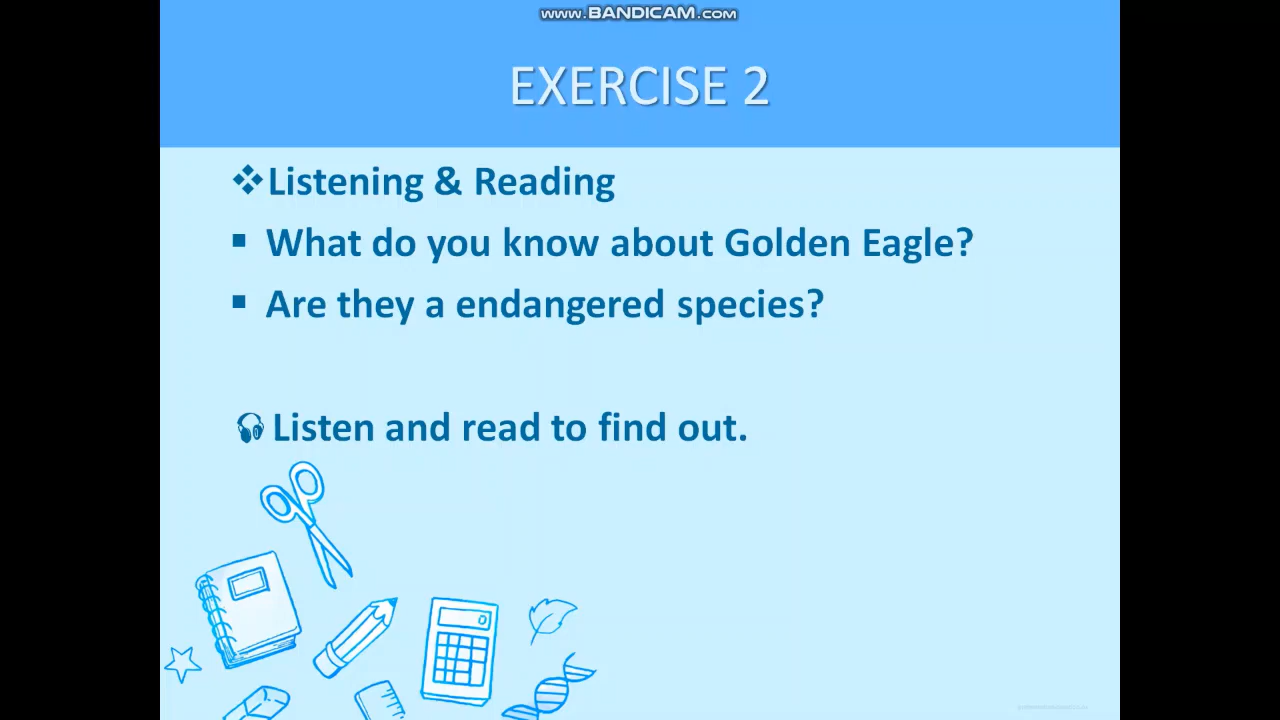 www.BANDICAM.com
EXERCISE 2
Listening & Reading
What do you know about Golden Eagle?
Are they a endangered species?
Listen and read to find out.